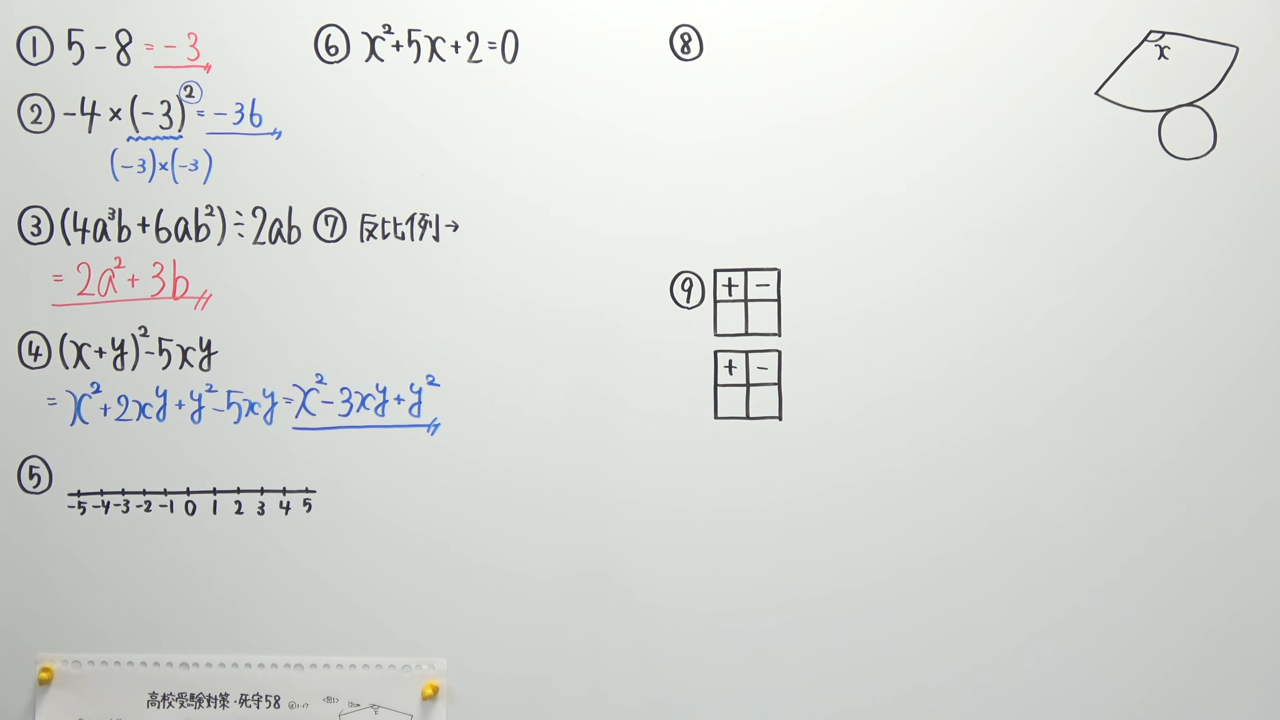 ① 5-8=-3
② -4×(-3)²=-36
(-3)×(-3)
③ (4a³b+6ab²)÷2ab
=2a²+3b
④ (x+y)²-5xy
=x²+2xy+y²-5xy=x²-3xy+y²
⑤
-5 -4 -3 -2 -1 0 1 2 3 4 5
⑥ x²+5x+2=0
⑦ 反比例→
⑧
x
⑨
+ -
+ -
高校受験対策・死守58